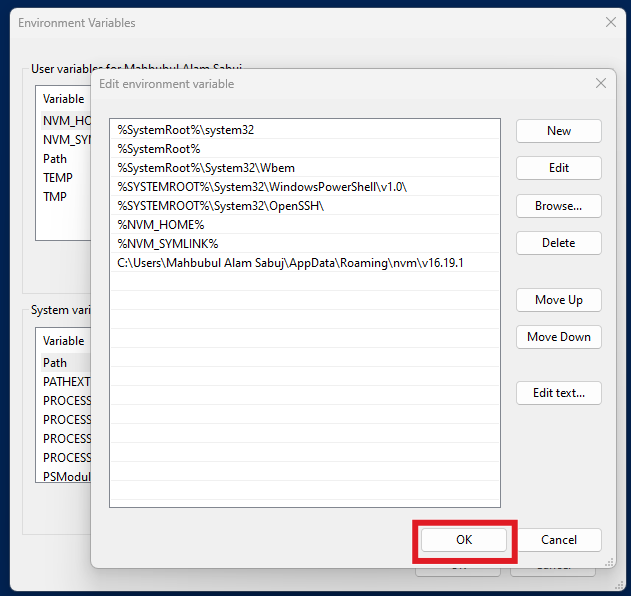 Environment Variables
User variables for Mahbubul Alam Sabuj
Edit environment variable
Variable
NVM_HO
NVM_SYM
Path
TEMP
TMP
%SystemRoot%\system32
%SystemRoot%
%SystemRoot%\System32\Wbem
%SYSTEMROOT%\System32\WindowsPowerShell\v1.0\
%SYSTEMROOT%\System32\OpenSSH\
%NVM_HOME%
%NVM_SYMLINK%
C:\Users\Mahbubul Alam Sabuj\AppData\Roaming\nvm\v16.19.1
New
Edit
Browse...
Delete
Move Up
Move Down
Edit text...
System vari
Variable
Path
PATHEXT
PROCESS
PROCESS
PROCESS
PROCESS
PSModul
OK
Cancel